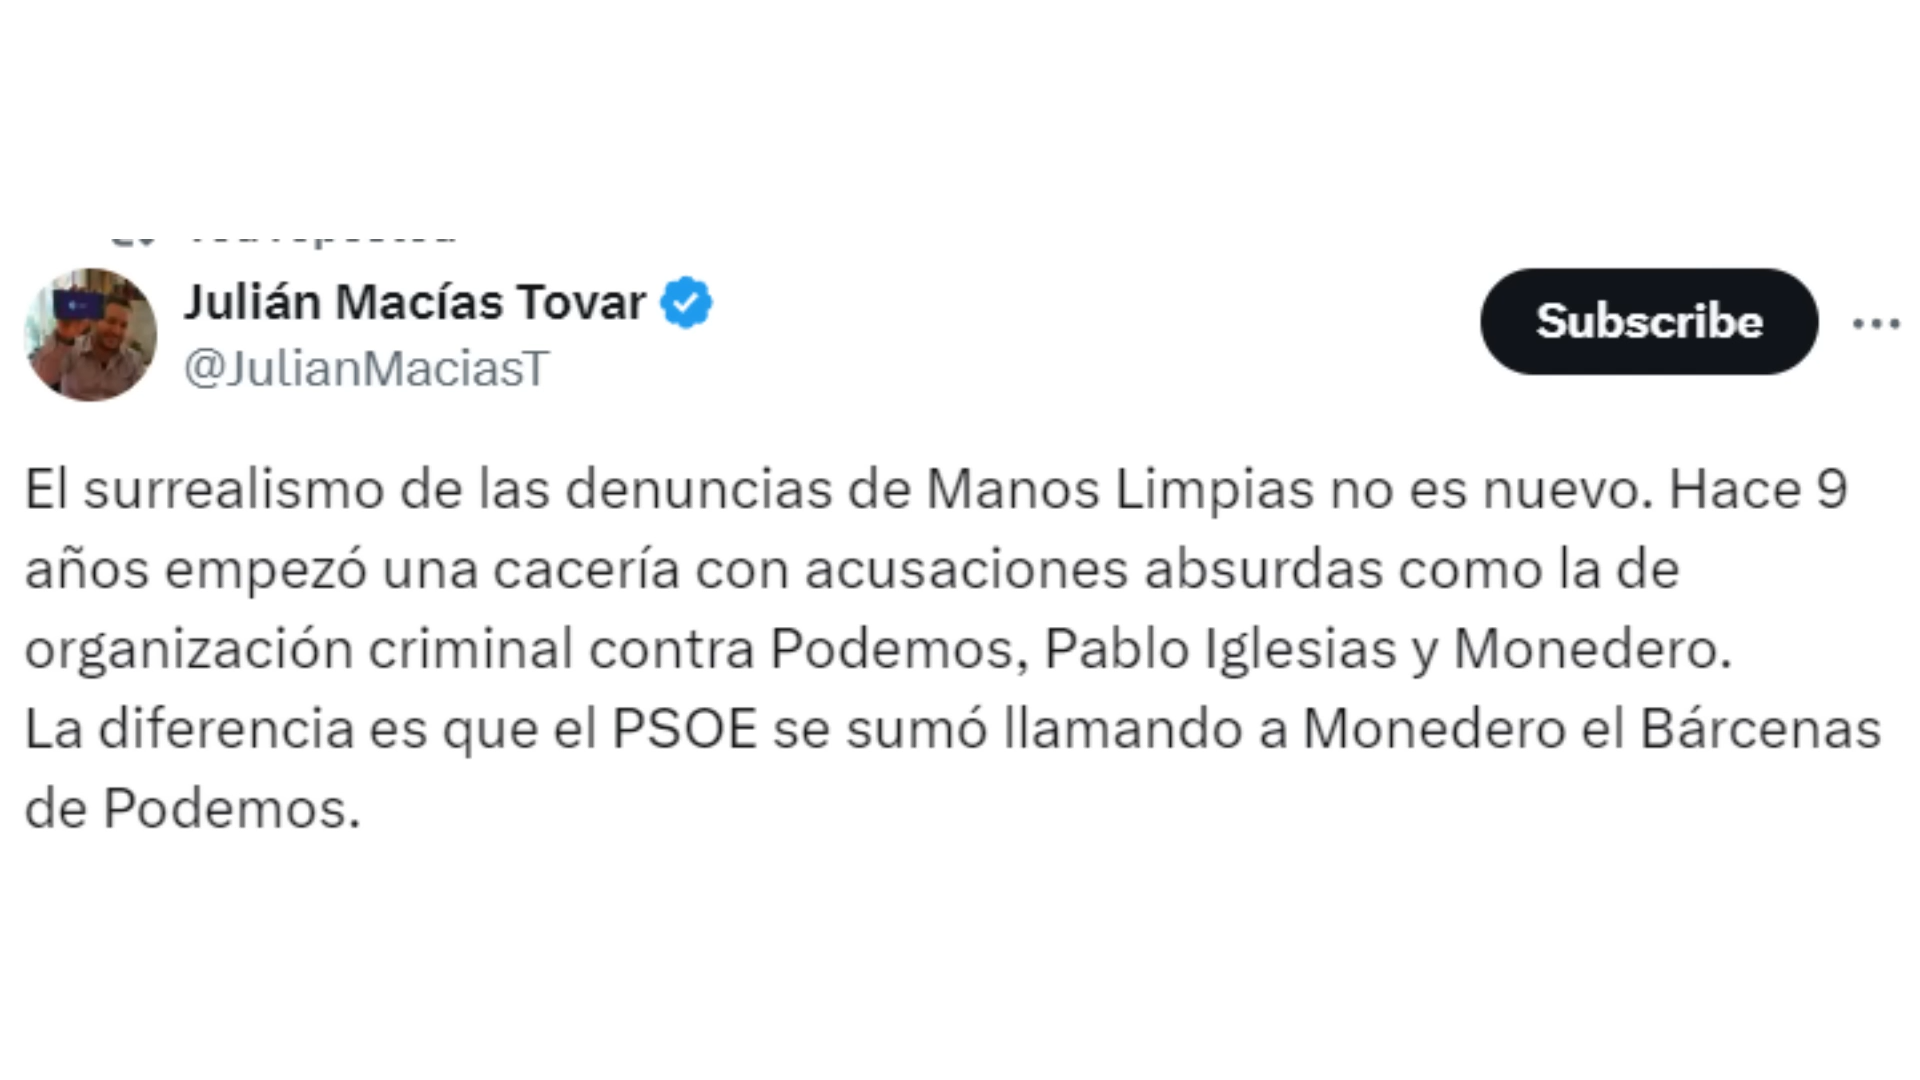 Julián Macías Tovar
@JulianMaciasT
Subscribe
El surrealismo de las denuncias de Manos Limpias no es nuevo. Hace 9
años empezó una cacería con acusaciones absurdas como la de
organización criminal contra Podemos, Pablo Iglesias y Monedero.
La diferencia es que el PSOE se sumó llamando a Monedero el Bárcenas
de Podemos.